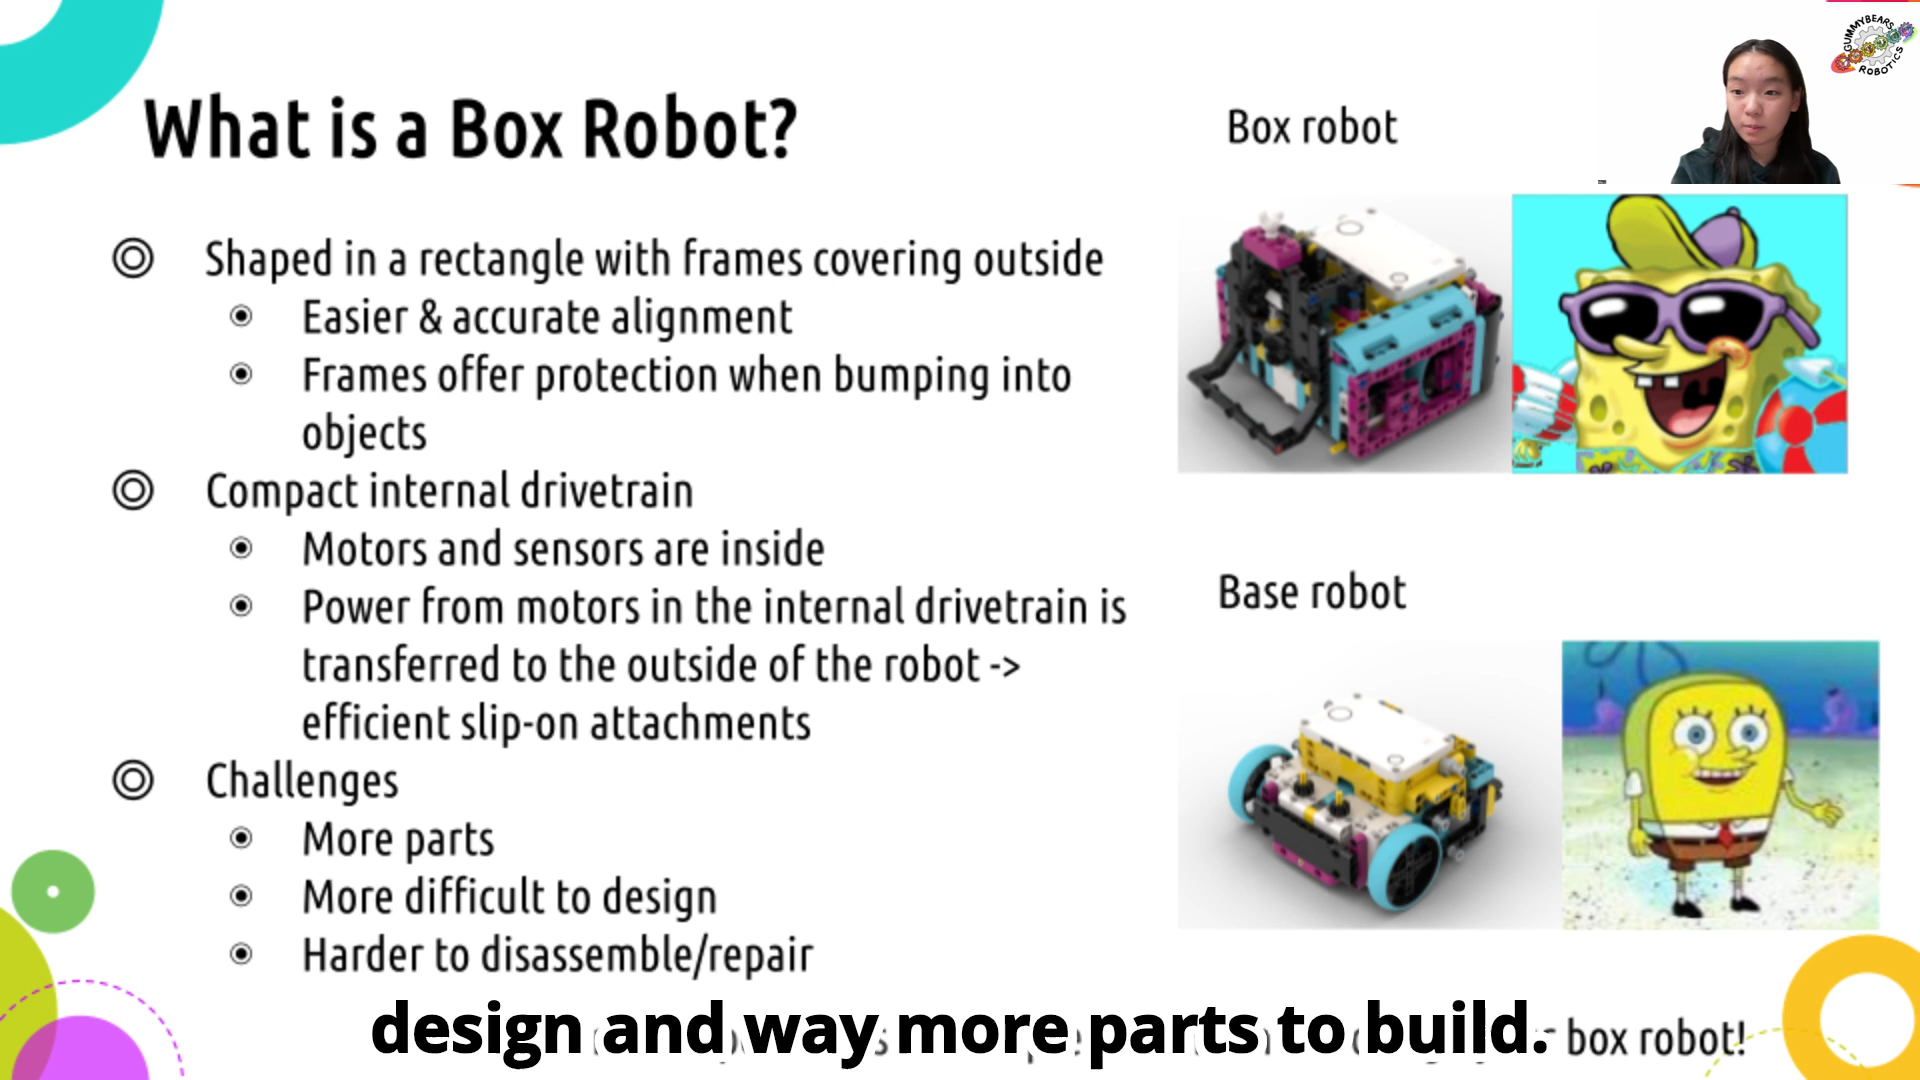 What is a Box Robot?
Shaped in a rectangle with frames covering outside
Easier & accurate alignment
Frames offer protection when bumping into
objects
Compact internal drivetrain
Motors and sensors are inside
Power from motors in the internal drivetrain is
transferred to the outside of the robot ->
efficient slip-on attachments
Challenges
More parts
More difficult to design
Harder to disassemble/repair
Box robot
Base robot
GUMMYBEARS
ROBOTICS
design and way more parts to build.
box robot!